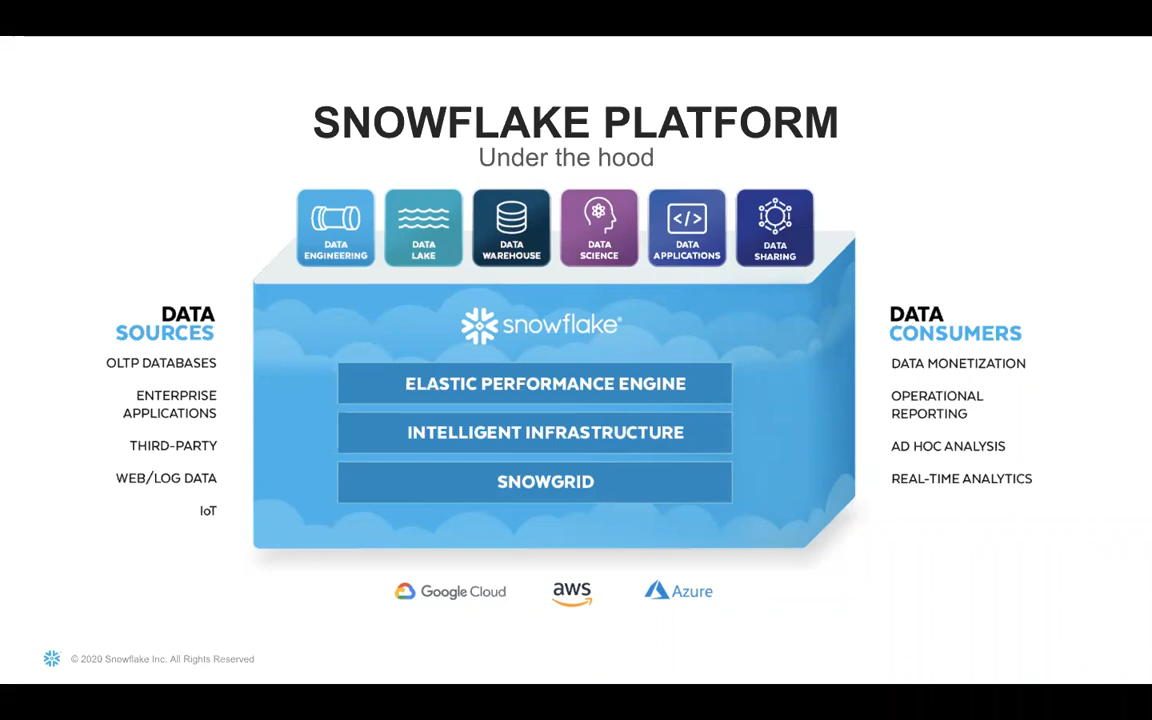 SNOWFLAKE PLATFORM
Under the hood
DATA
ENGINEERING
DATA
LAKE
DATA
WAREHOUSE
DATA
SCIENCE
</>
DATA
APPLICATIONS
DATA
SHARING
DATA
SOURCES
OLTP DATABASES
ENTERPRISE
APPLICATIONS
THIRD-PARTY
WEB/LOG DATA
IoT
snowflake®
ELASTIC PERFORMANCE ENGINE
INTELLIGENT INFRASTRUCTURE
SNOWGRID
DATA
CONSUMERS
DATA MONETIZATION
OPERATIONAL
REPORTING
AD HOC ANALYSIS
REAL-TIME ANALYTICS
Google Cloud
aws
Azure
© 2020 Snowflake Inc. All Rights Reserved